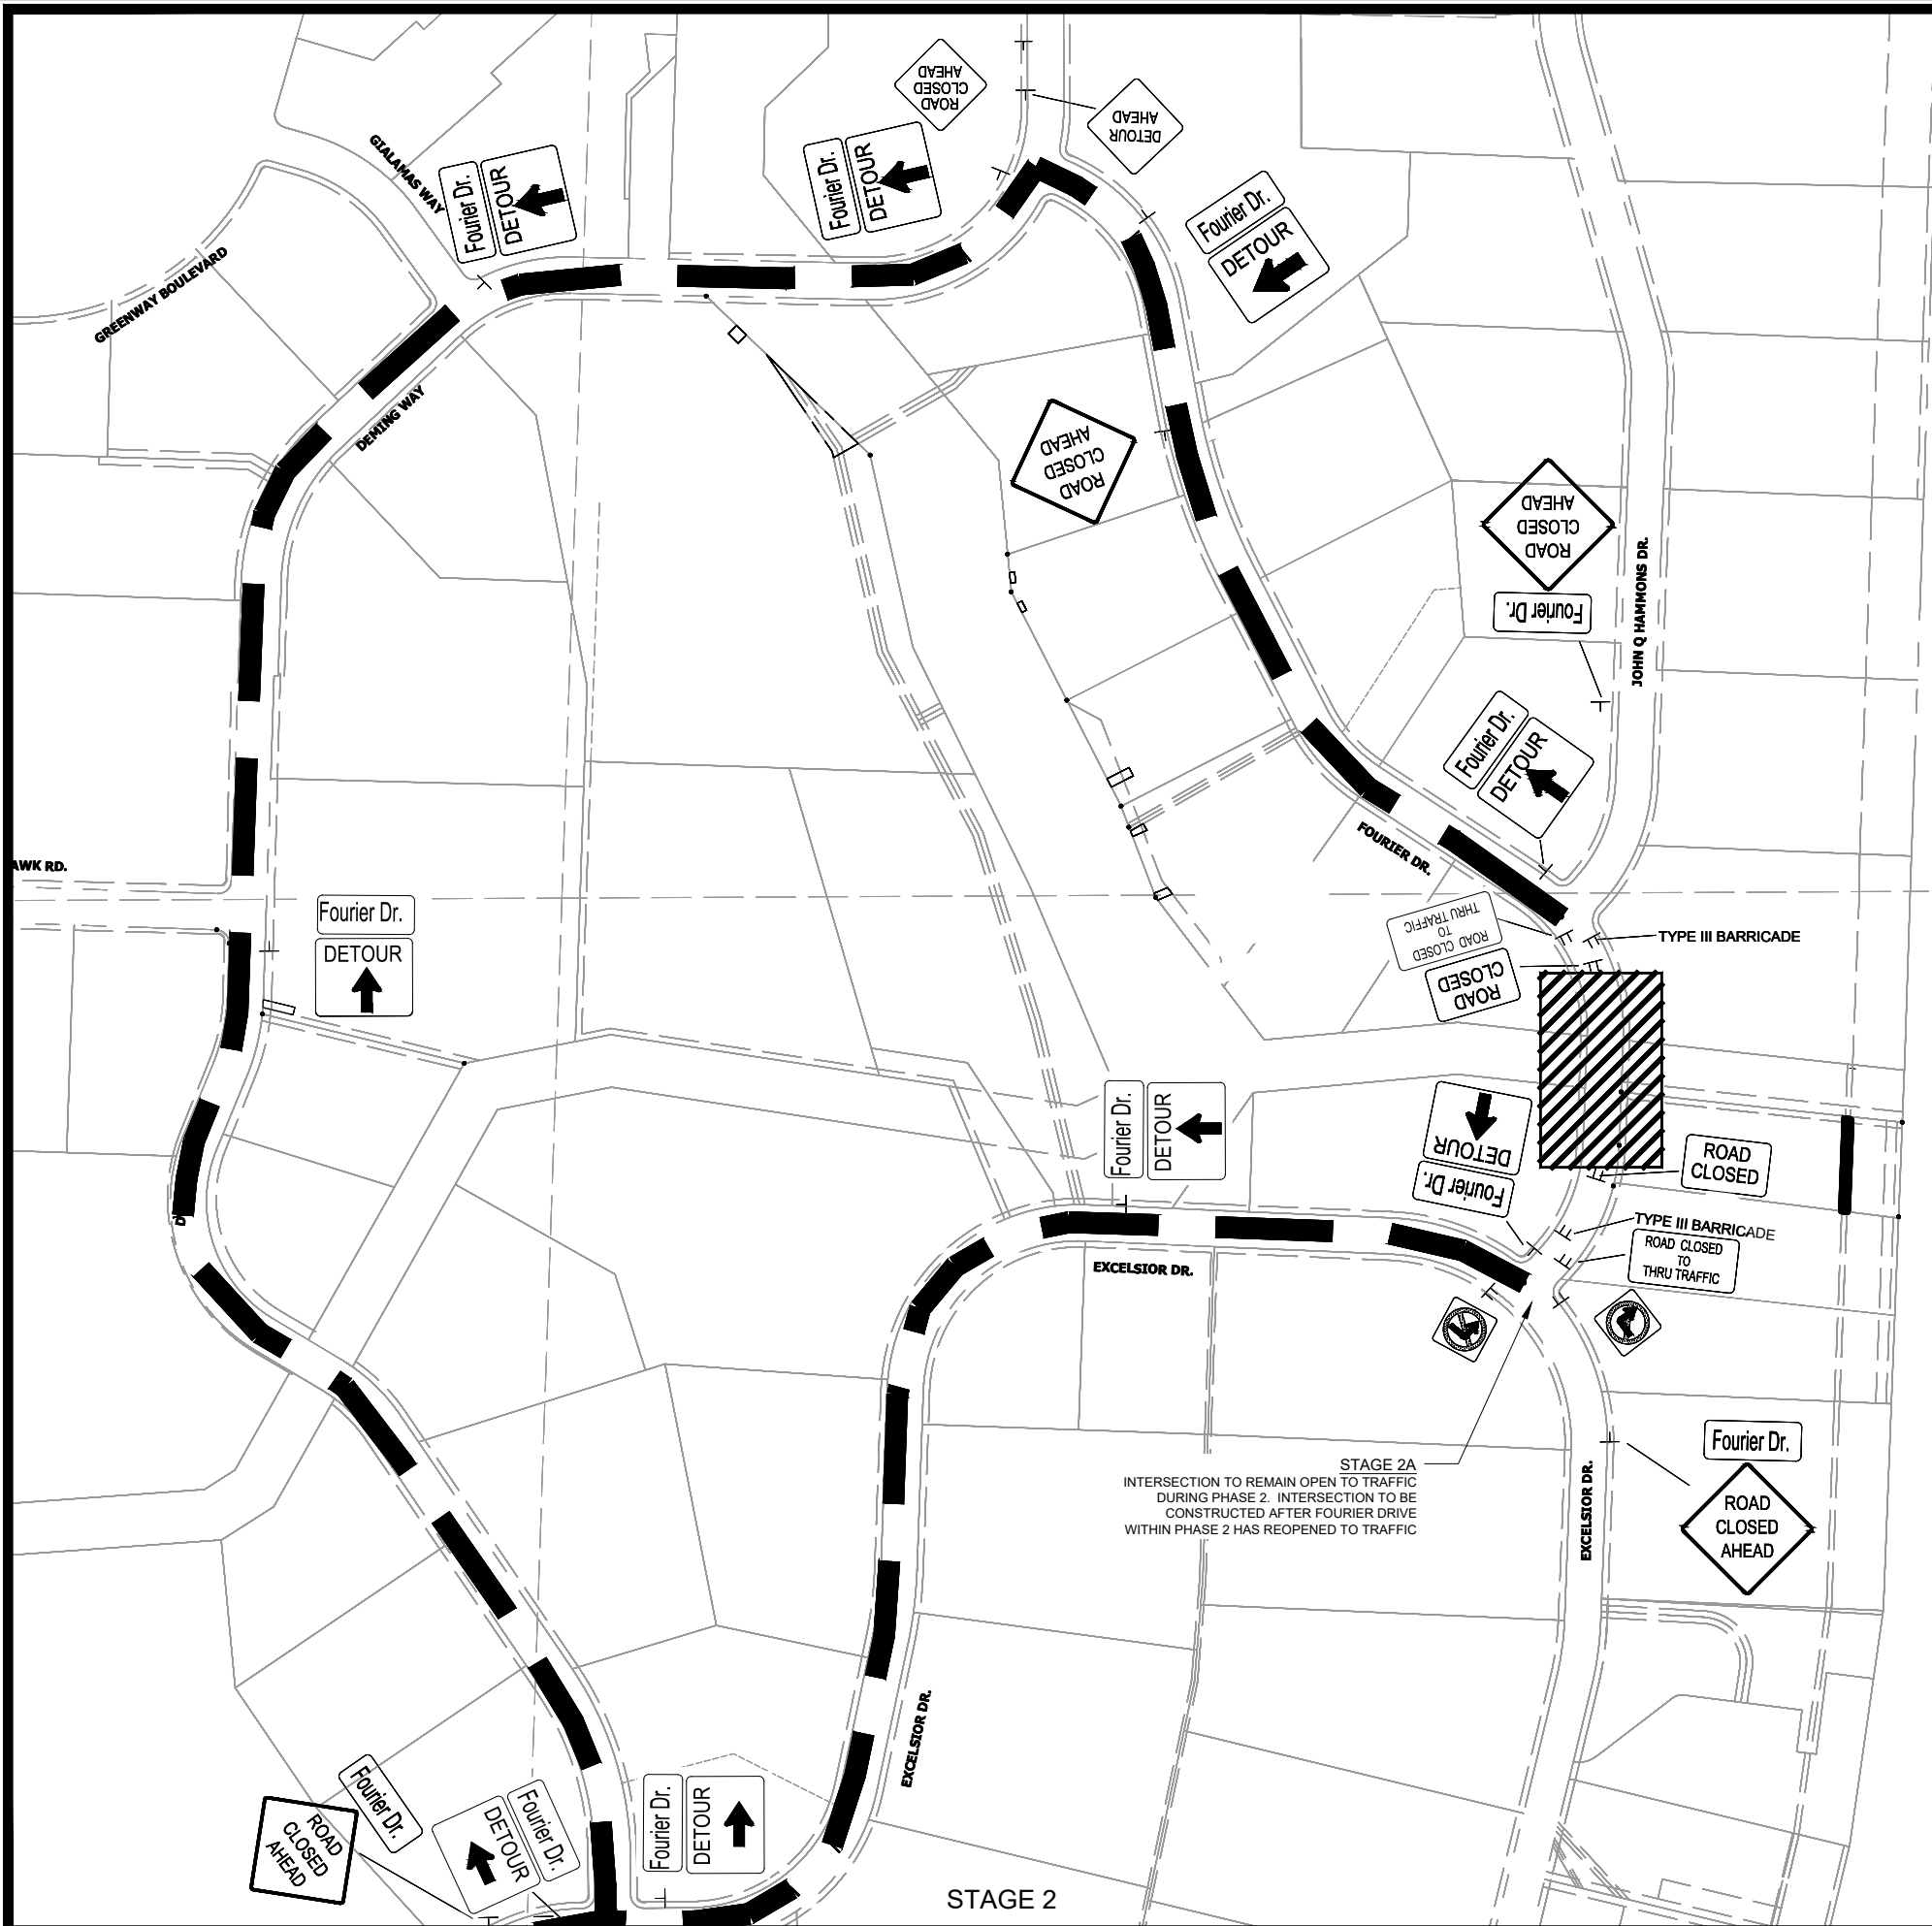 ROAD
CLOSED
AHEAD
DETOUR
AHEAD
GIALAMAS WAY
Fourier Dr.
DETOUR
Fourier Dr.
DETOUR
Fourier Dr.
DETOUR
GREENWAY BOULEVARD
DEMING WAY
ROAD
CLOSED
AHEAD
ROAD
CLOSED
AHEAD
Fourier Dr.
JOHN Q HAMMONS DR.
Fourier Dr.
DETOUR
FOURIER DR.
AWK RD.
Fourier Dr.
DETOUR
ROAD CLOSED
TO
THRU TRAFFIC
ROAD
CLOSED
TYPE III BARRICADE
Fourier Dr.
DETOUR
DETOUR
Fourier Dr.
ROAD
CLOSED
D
TYPE III BARRICADE
ROAD CLOSED
TO
THRU TRAFFIC
EXCELSIOR DR.
STAGE 2A
INTERSECTION TO REMAIN OPEN TO TRAFFIC
DURING PHASE 2. INTERSECTION TO BE
CONSTRUCTED AFTER FOURIER DRIVE
WITHIN PHASE 2 HAS REOPENED TO TRAFFIC
EXCELSIOR DR.
Fourier Dr.
ROAD
CLOSED
AHEAD
EXCELSIOR DR.
Fourier Dr.
ROAD
CLOSED
AHEAD
DETOUR
Fourier Dr.
Fourier Dr.
DETOUR
STAGE 2